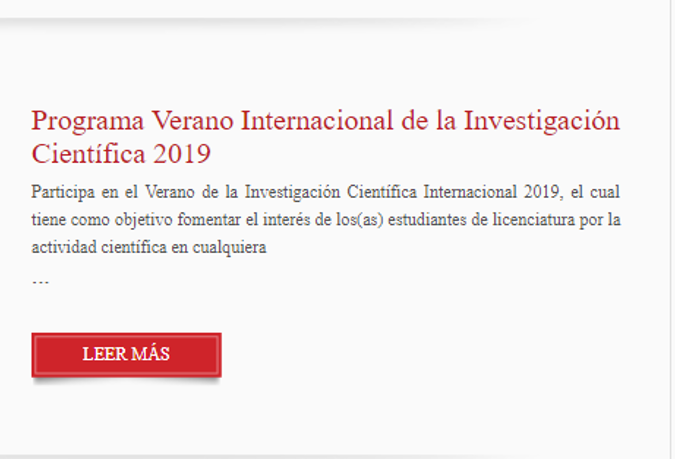 Programa Verano Internacional de la Investigación
Científica 2019
Participa en el Verano de la Investigación Científica Internacional 2019, el cual
tiene como objetivo fomentar el interés de los(as) estudiantes de licenciatura por la
actividad científica en cualquiera
...
LEER MÁS